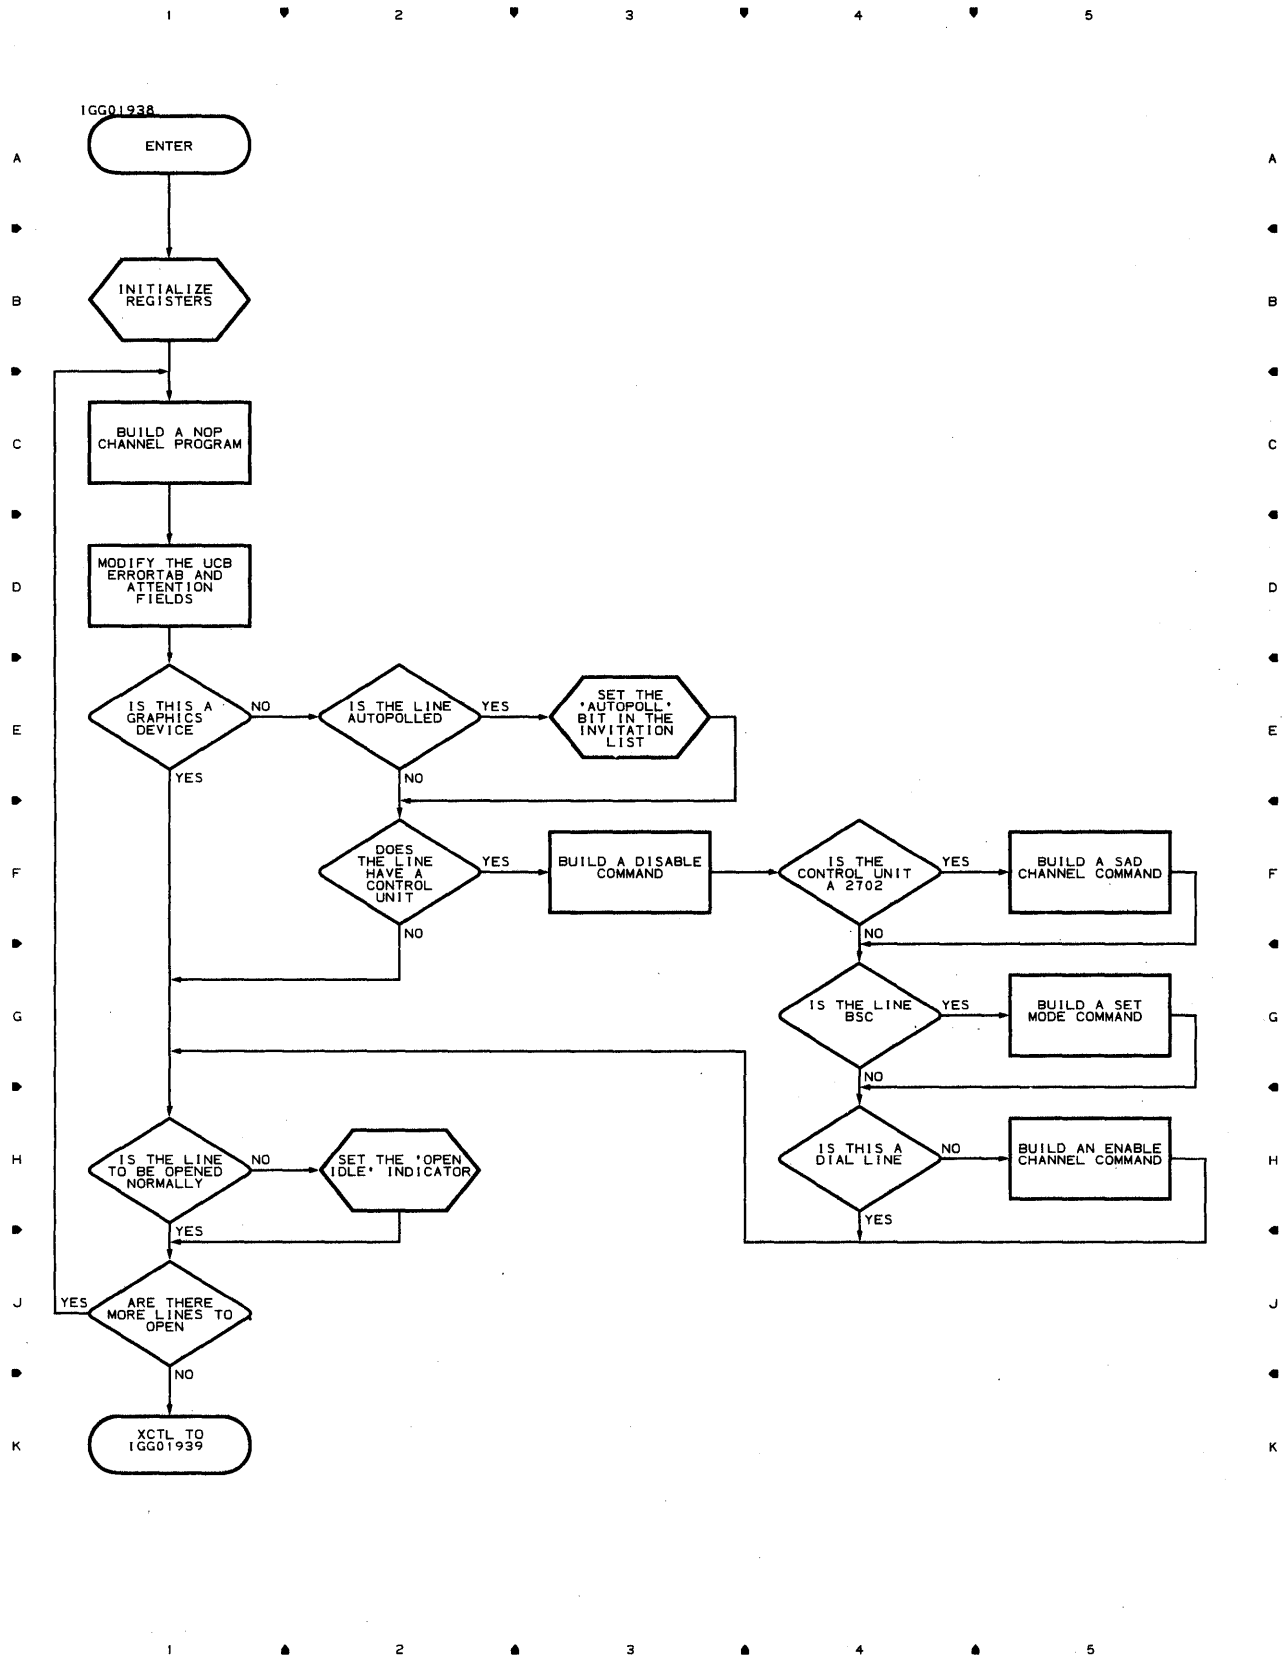 1 2 3 4 5
IGG01938
ENTER
A A
INITIALIZE
REGISTERS
B B
BUILD A NOP
CHANNEL PROGRAM
C C
MODIFY THE UCB
ERRORTAB AND
ATTENTION
FIELDS
D D
IS THIS A
GRAPHICS
DEVICE
NO
YES
IS THE LINE
AUTOPOLLED
YES
NO
SET THE
'AUTOPOLL'
BIT IN THE
INVITATION
LIST
E E
DOES
THE LINE
HAVE A
CONTROL
UNIT
YES
NO
BUILD A DISABLE
COMMAND
IS THE
CONTROL UNIT
A 2702
YES
NO
BUILD A SAD
CHANNEL COMMAND
F F
IS THE LINE
BSC
YES
NO
BUILD A SET
MODE COMMAND
G G
IS THE LINE
TO BE OPENED
NORMALLY
NO
YES
SET THE 'OPEN
IDLE' INDICATOR
IS THIS A
DIAL LINE
NO
YES
BUILD AN ENABLE
CHANNEL COMMAND
H H
ARE THERE
MORE LINES TO
OPEN
YES
NO
J J
XCTL TO
IGG01939
K K
1 2 3 4 5